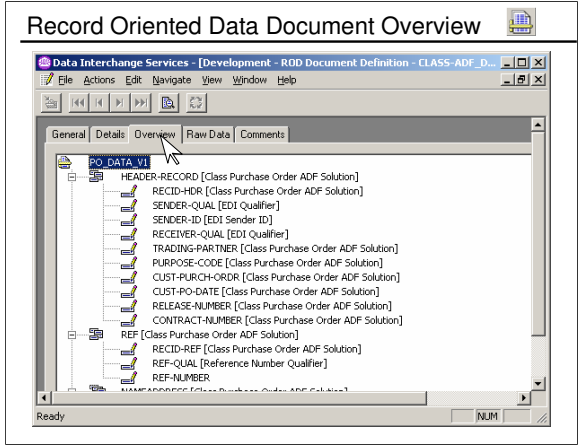 Record Oriented Data Document Overview
Data Interchange Services - [Development - ROD Document Definition - CLASS-ADF_D...
File Actions Edit Navigate View Window Help
General Details Overview Raw Data Comments
PO_DATA_V1
HEADER-RECORD [Class Purchase Order ADF Solution]
RECID-HDR [Class Purchase Order ADF Solution]
SENDER-QUAL [EDI Qualifier]
SENDER-ID [EDI Sender ID]
RECEIVER-QUAL [EDI Qualifier]
TRADING-PARTNER [Class Purchase Order ADF Solution]
PURPOSE-CODE [Class Purchase Order ADF Solution]
CUST-PURCH-ORDR [Class Purchase Order ADF Solution]
CUST-PO-DATE [Class Purchase Order ADF Solution]
RELEASE-NUMBER [Class Purchase Order ADF Solution]
CONTRACT-NUMBER [Class Purchase Order ADF Solution]
REF [Class Purchase Order ADF Solution]
RECID-REF [Class Purchase Order ADF Solution]
REF-QUAL [Reference Number Qualifier]
REF-NUMBER
NAMEADDRESS [Class Purchase Order ADF Solution]
Ready NUM